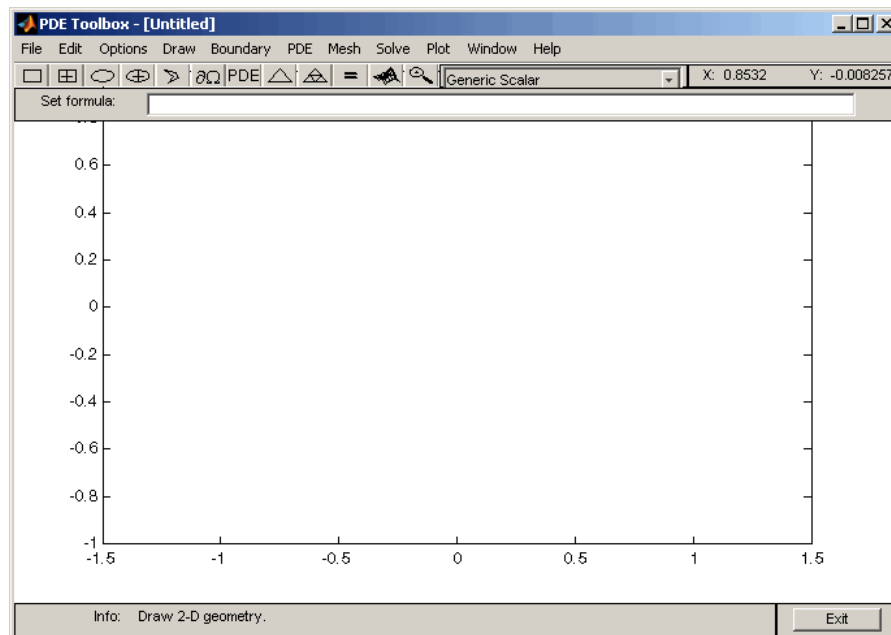 PDE Toolbox - [Untitled]
File Edit Options Draw Boundary PDE Mesh Solve Plot Window Help
∂Ω PDE = Generic Scalar X: 0.8532 Y: -0.008257
Set formula:
0.6
0.4
0.2
0
-0.2
-0.4
-0.6
-0.8
-1
-1.5 -1 -0.5 0 0.5 1 1.5
Info: Draw 2-D geometry. Exit